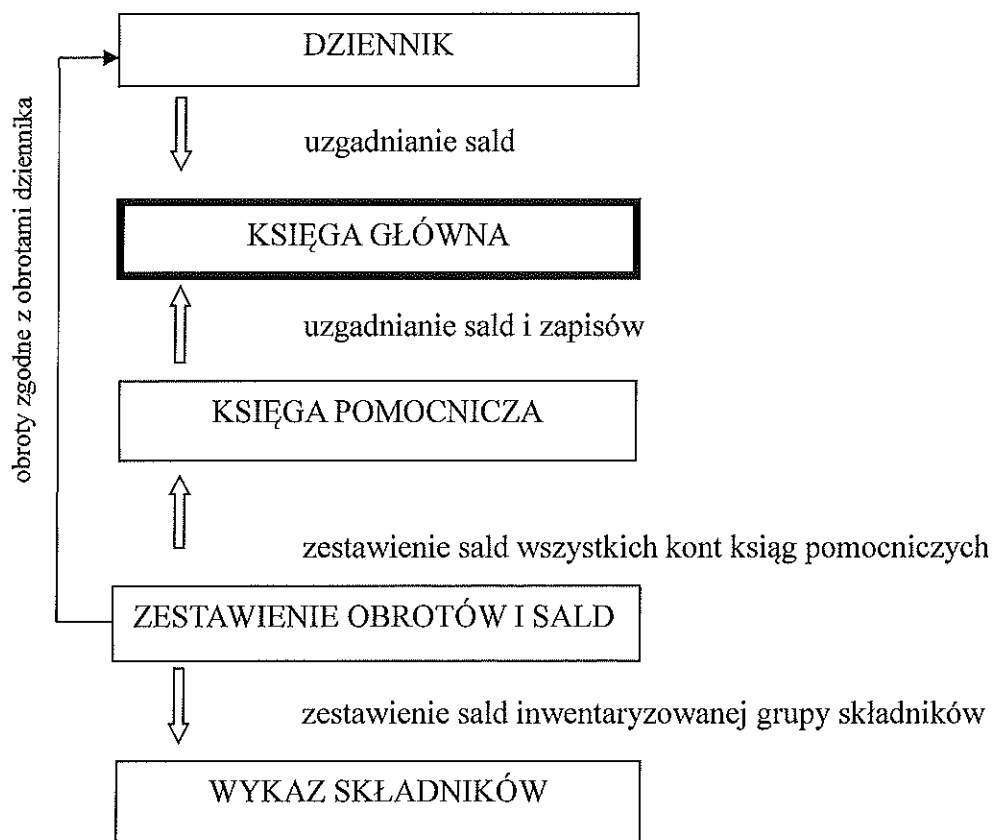 DZIENNIK
uzgadnianie sald
KSIĘGA GŁÓWNA
uzgadnianie sald i zapisów
KSIĘGA POMOCNICZA
zestawienie sald wszystkich kont ksiąg pomocniczych
ZESTAWIENIE OBROTÓW I SALD
zestawienie sald inwentaryzowanej grupy składników
WYKAZ SKŁADNIKÓW
obroty zgodne z obrotami dziennika